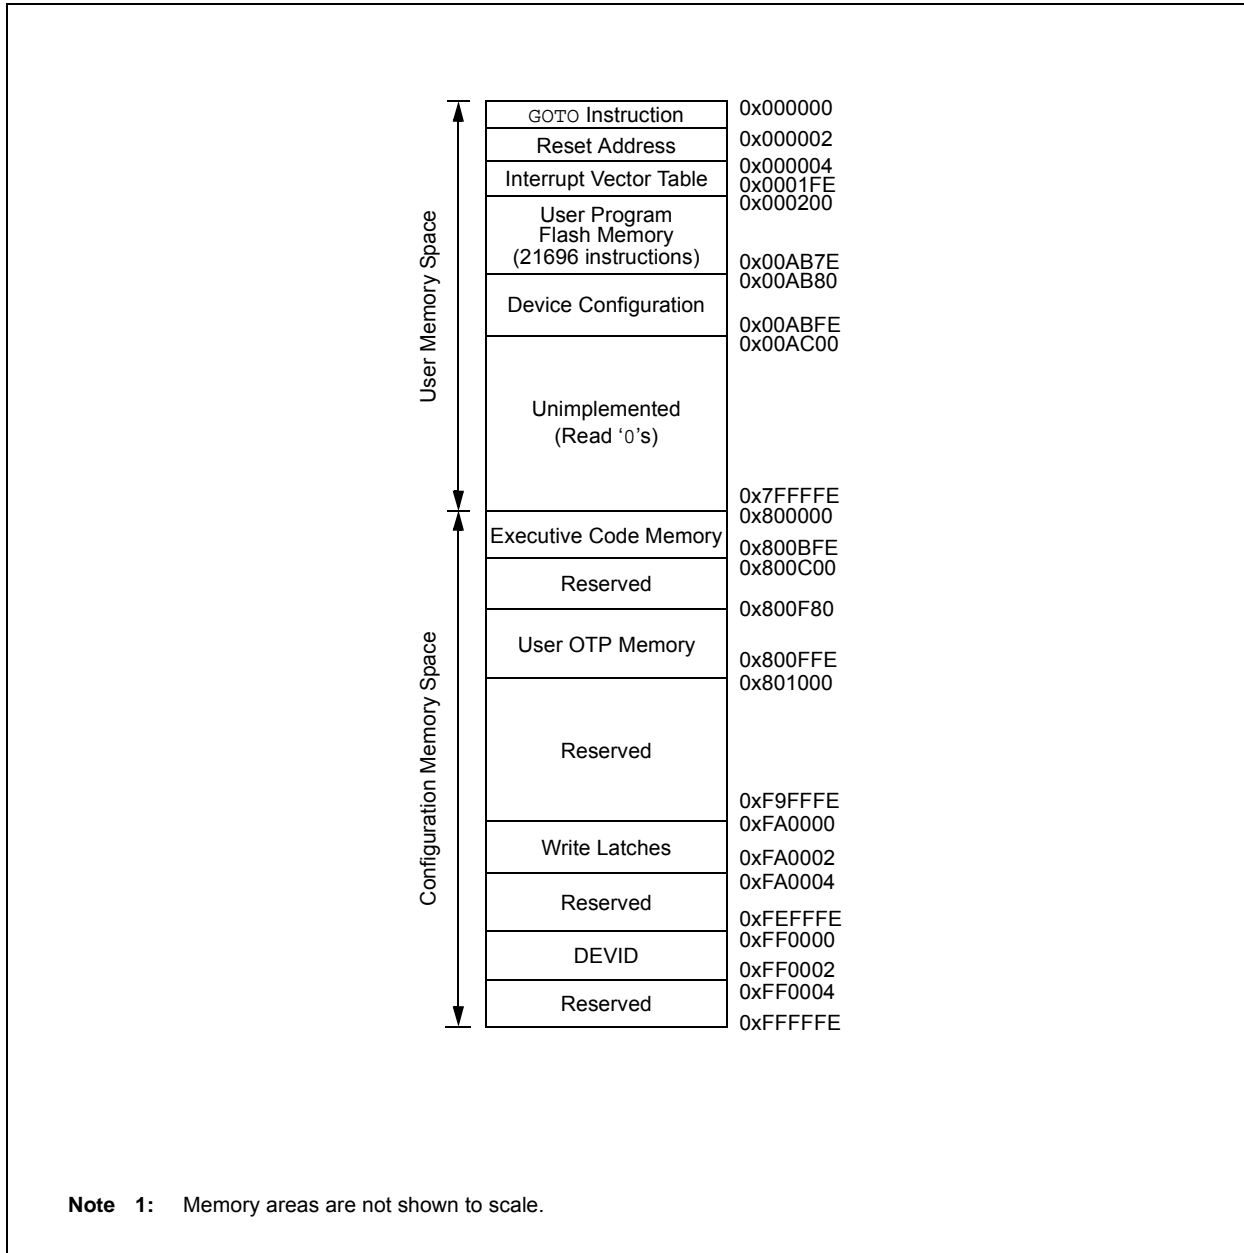 GOTO Instruction
0x000000
Reset Address
0x000002
Interrupt Vector Table
0x000004
0x0001FE
User Program
Flash Memory
(21696 instructions)
0x000200
0x00AB7E
Device Configuration
0x00AB80
0x00ABFE
Unimplemented
(Read ‘0’s)
0x00AC00
0x7FFFFE
User Memory Space
Executive Code Memory
0x800000
0x800BFE
Reserved
0x800C00
User OTP Memory
0x800F80
0x800FFE
Reserved
0x801000
0xF9FFFE
Write Latches
0xFA0000
0xFA0002
Reserved
0xFA0004
0xFEFFFE
DEVID
0xFF0000
0xFF0002
Reserved
0xFF0004
0xFFFFFE
Configuration Memory Space
Note 1: Memory areas are not shown to scale.